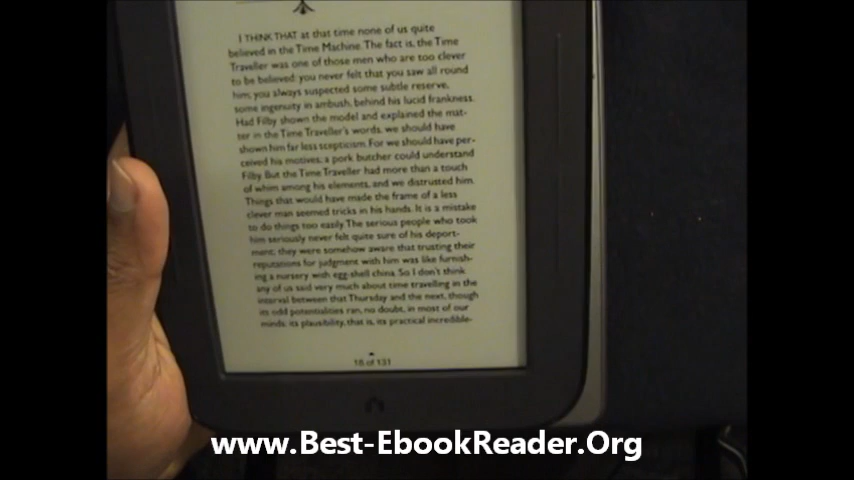 I THINK THAT at that time none of us quite
believed in the Time Machine. The fact is, the Time
Traveller was one of those men who are too clever
to be believed: you never felt that you saw all round
him; you always suspected some subtle reserve,
some ingenuity in ambush, behind his lucid frankness.
Had Filby shown the model and explained the mat-
ter in the Time Traveller's words, we should have
shown him far less scepticism. For we should have per-
ceived his motives; a pork butcher could understand
Filby. But the Time Traveller had more than a touch
of whim among his elements, and we distrusted him.
Things that would have made the frame of a less
clever man seemed tricks in his hands. It is a mistake
to do things too easily. The serious people who took
him seriously never felt quite sure of his deport-
ment; they were somehow aware that trusting their
reputations for judgment with him was like furnish-
ing a nursery with egg-shell china. So I don't think
any of us said very much about time travelling in the
interval between that Thursday and the next, though
its odd potentialities ran, no doubt, in most of our
minds: its plausibility, that is, its practical incredible-
18 of 131
www.Best-EbookReader.Org